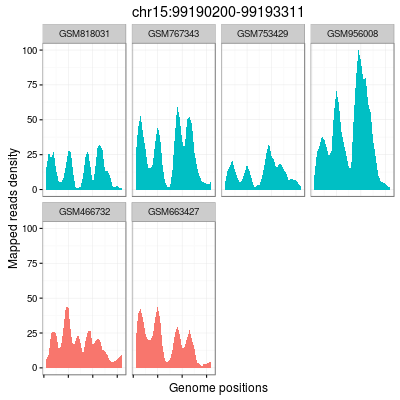 chr15:99190200-99193311
GSM818031 GSM767343 GSM753429 GSM956008
100
75
50
25
0
Mapped reads density
GSM466732 GSM663427
100
75
50
25
0
Genome positions